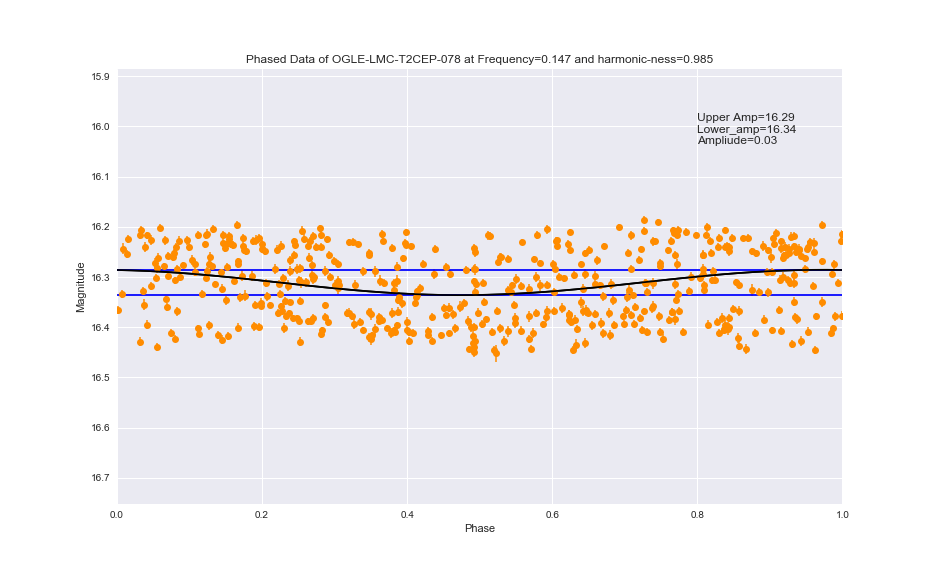 Phased Data of OGLE-LMC-T2CEP-078 at Frequency=0.147 and harmonic-ness=0.985
15.9
16.0
16.1
16.2
16.3
16.4
16.5
16.6
16.7
Magnitude
Upper Amp=16.29
Lower_amp=16.34
Ampliude=0.03
0.0
0.2
0.4
0.6
0.8
1.0
Phase